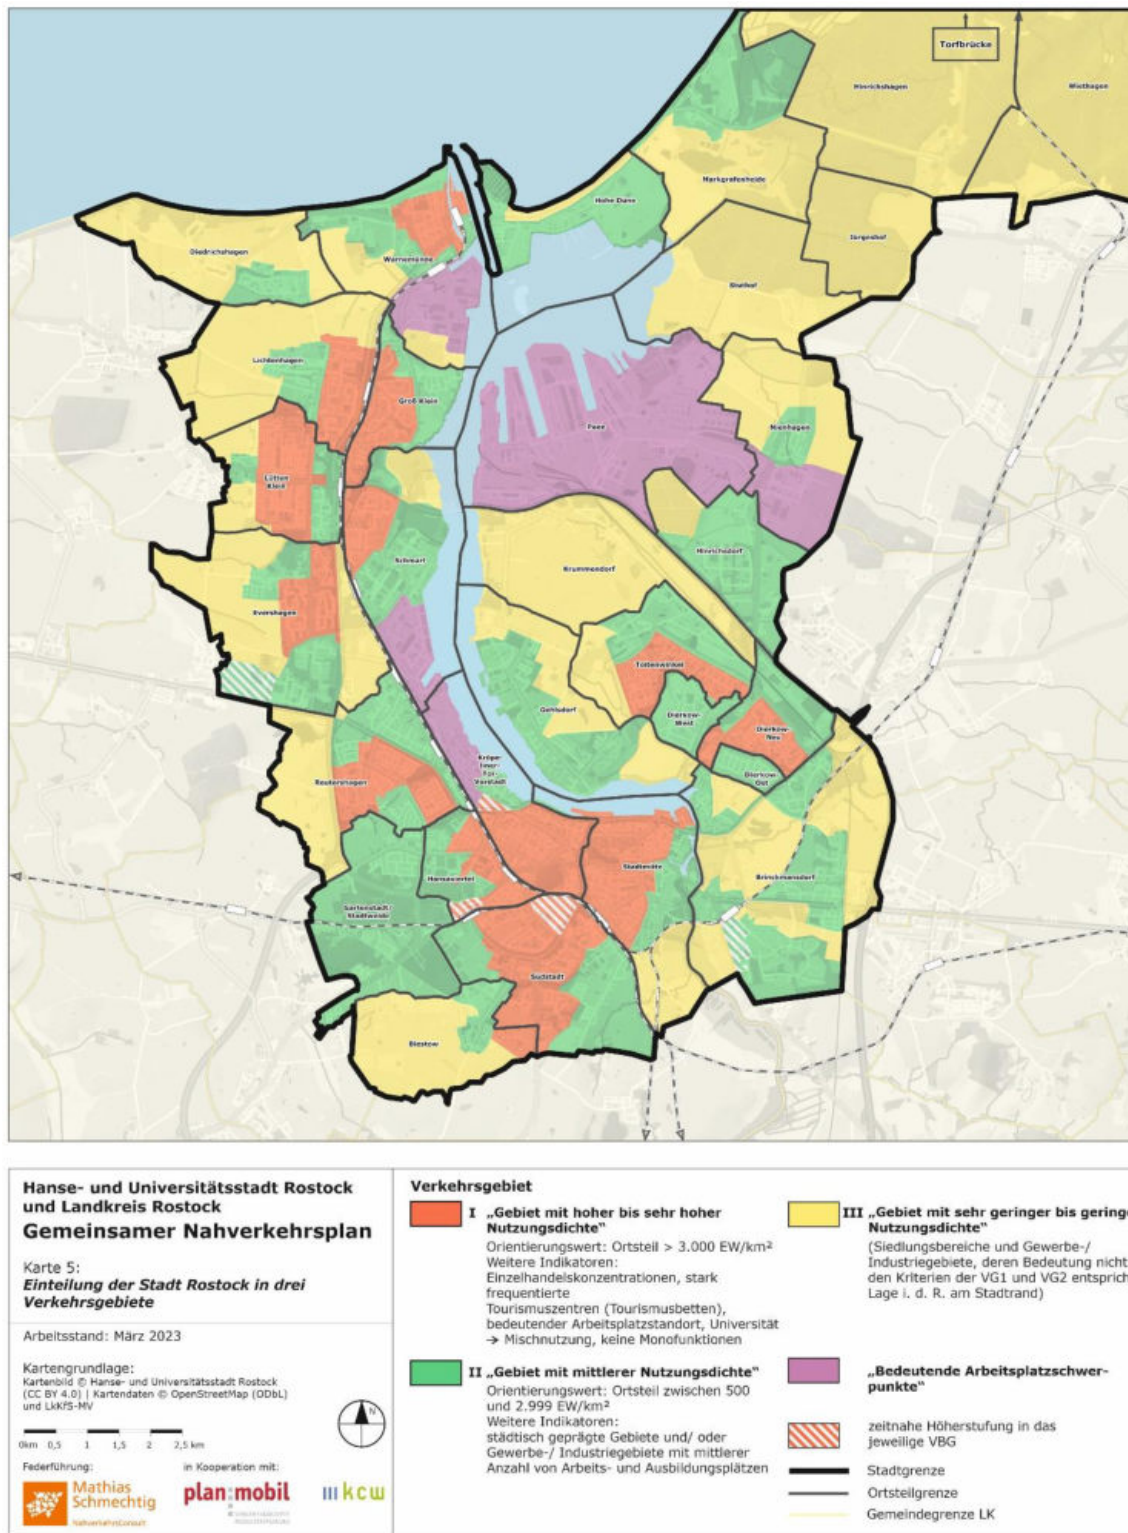 Torfbrücke
Hinrichshagen
Wiethagen
Markgrafenheide
Hohe Düne
Jürgeshof
Diedrichshagen
Warnemünde
Stuthof
Lichtenhagen
Groß Klein
Peez
Nienhagen
Lütten
Klein
Hinrichsdorf
Schmarl
Krummendorf
Evershagen
Toitenwinkel
Gehlsdorf
Dierkow-
West
Dierkow-
Neu
Kröpe-
liner-
Tor-
Vorstadt
Dierkow-
Ost
Reutershagen
Hansaviertel
Stadtmitte
Brinckmansdorf
Gartenstadt/
Stadtweide
Südstadt
Biestow
Hanse- und Universitätsstadt Rostock
und Landkreis Rostock
Gemeinsamer Nahverkehrsplan
Karte 5:
Einteilung der Stadt Rostock in drei
Verkehrsgebiete
Arbeitsstand: März 2023
Kartengrundlage:
Kartenbild © Hanse- und Universitätsstadt Rostock
(CC BY 4.0) | Kartendaten © OpenStreetMap (ODbL)
und LkKfS-MV
N
0km 0,5 1 1,5 2 2,5 km
Federführung:
in Kooperation mit:
Mathias
Schmechtig
NahverkehrsConsult
plan:mobil
kcw
Verkehrsgebiet
I „Gebiet mit hoher bis sehr hoher
Nutzungsdichte“
Orientierungswert: Ortsteil > 3.000 EW/km²
Weitere Indikatoren:
Einzelhandelskonzentrationen, stark
frequentierte
Tourismuszentren (Tourismusbetten),
bedeutender Arbeitsplatzstandort, Universität
→ Mischnutzung, keine Monofunktionen
II „Gebiet mit mittlerer Nutzungsdichte“
Orientierungswert: Ortsteil zwischen 500
und 2.999 EW/km²
Weitere Indikatoren:
städtisch geprägte Gebiete und/ oder
Gewerbe-/ Industriegebiete mit mittlerer
Anzahl von Arbeits- und Ausbildungsplätzen
III „Gebiet mit sehr geringer bis geringe
Nutzungsdichte“
(Siedlungsbereiche und Gewerbe-/
Industriegebiete, deren Bedeutung nicht
den Kriterien der VG1 und VG2 entsprich
Lage i. d. R. am Stadtrand)
„Bedeutende Arbeitsplatzschwer-
punkte“
zeitnahe Höherstufung in das
jeweilige VBG
Stadtgrenze
Ortsteilgrenze
Gemeindegrenze LK